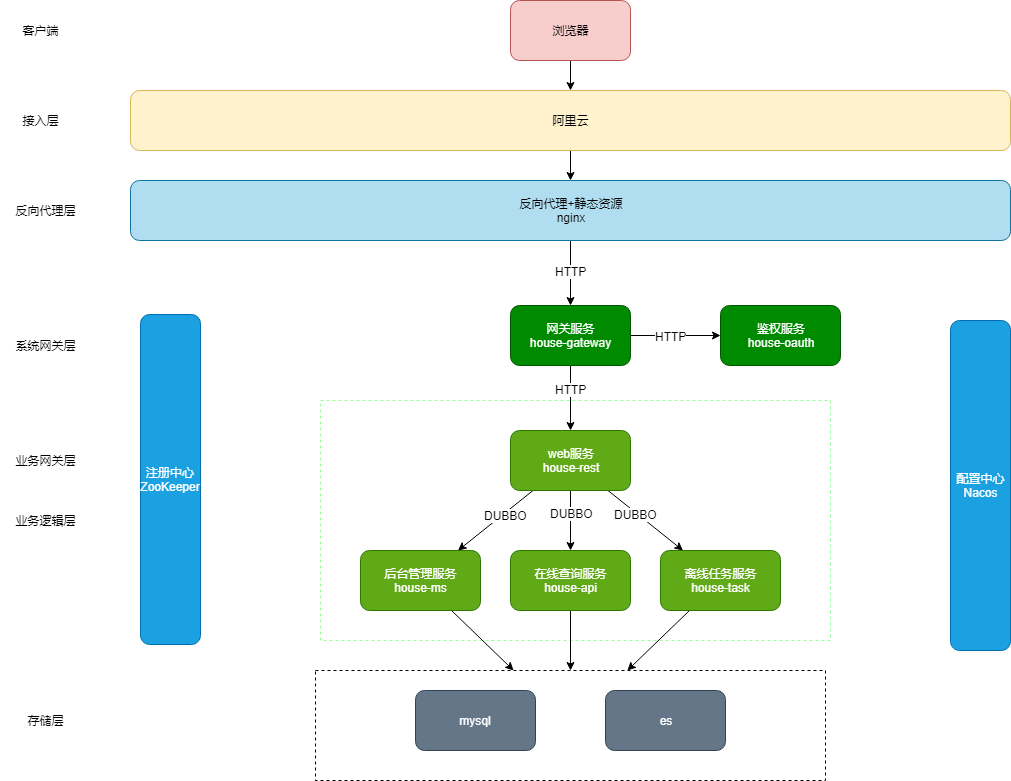 客户端
浏览器
接入层
阿里云
反向代理层
反向代理+静态资源
nginx
HTTP
系统网关层
网关服务
house-gateway
HTTP
鉴权服务
house-oauth
HTTP
业务网关层
web服务
house-rest
注册中心
ZooKeeper
配置中心
Nacos
业务逻辑层
DUBBO
DUBBO
DUBBO
后台管理服务
house-ms
在线查询服务
house-api
离线任务服务
house-task
存储层
mysql
es